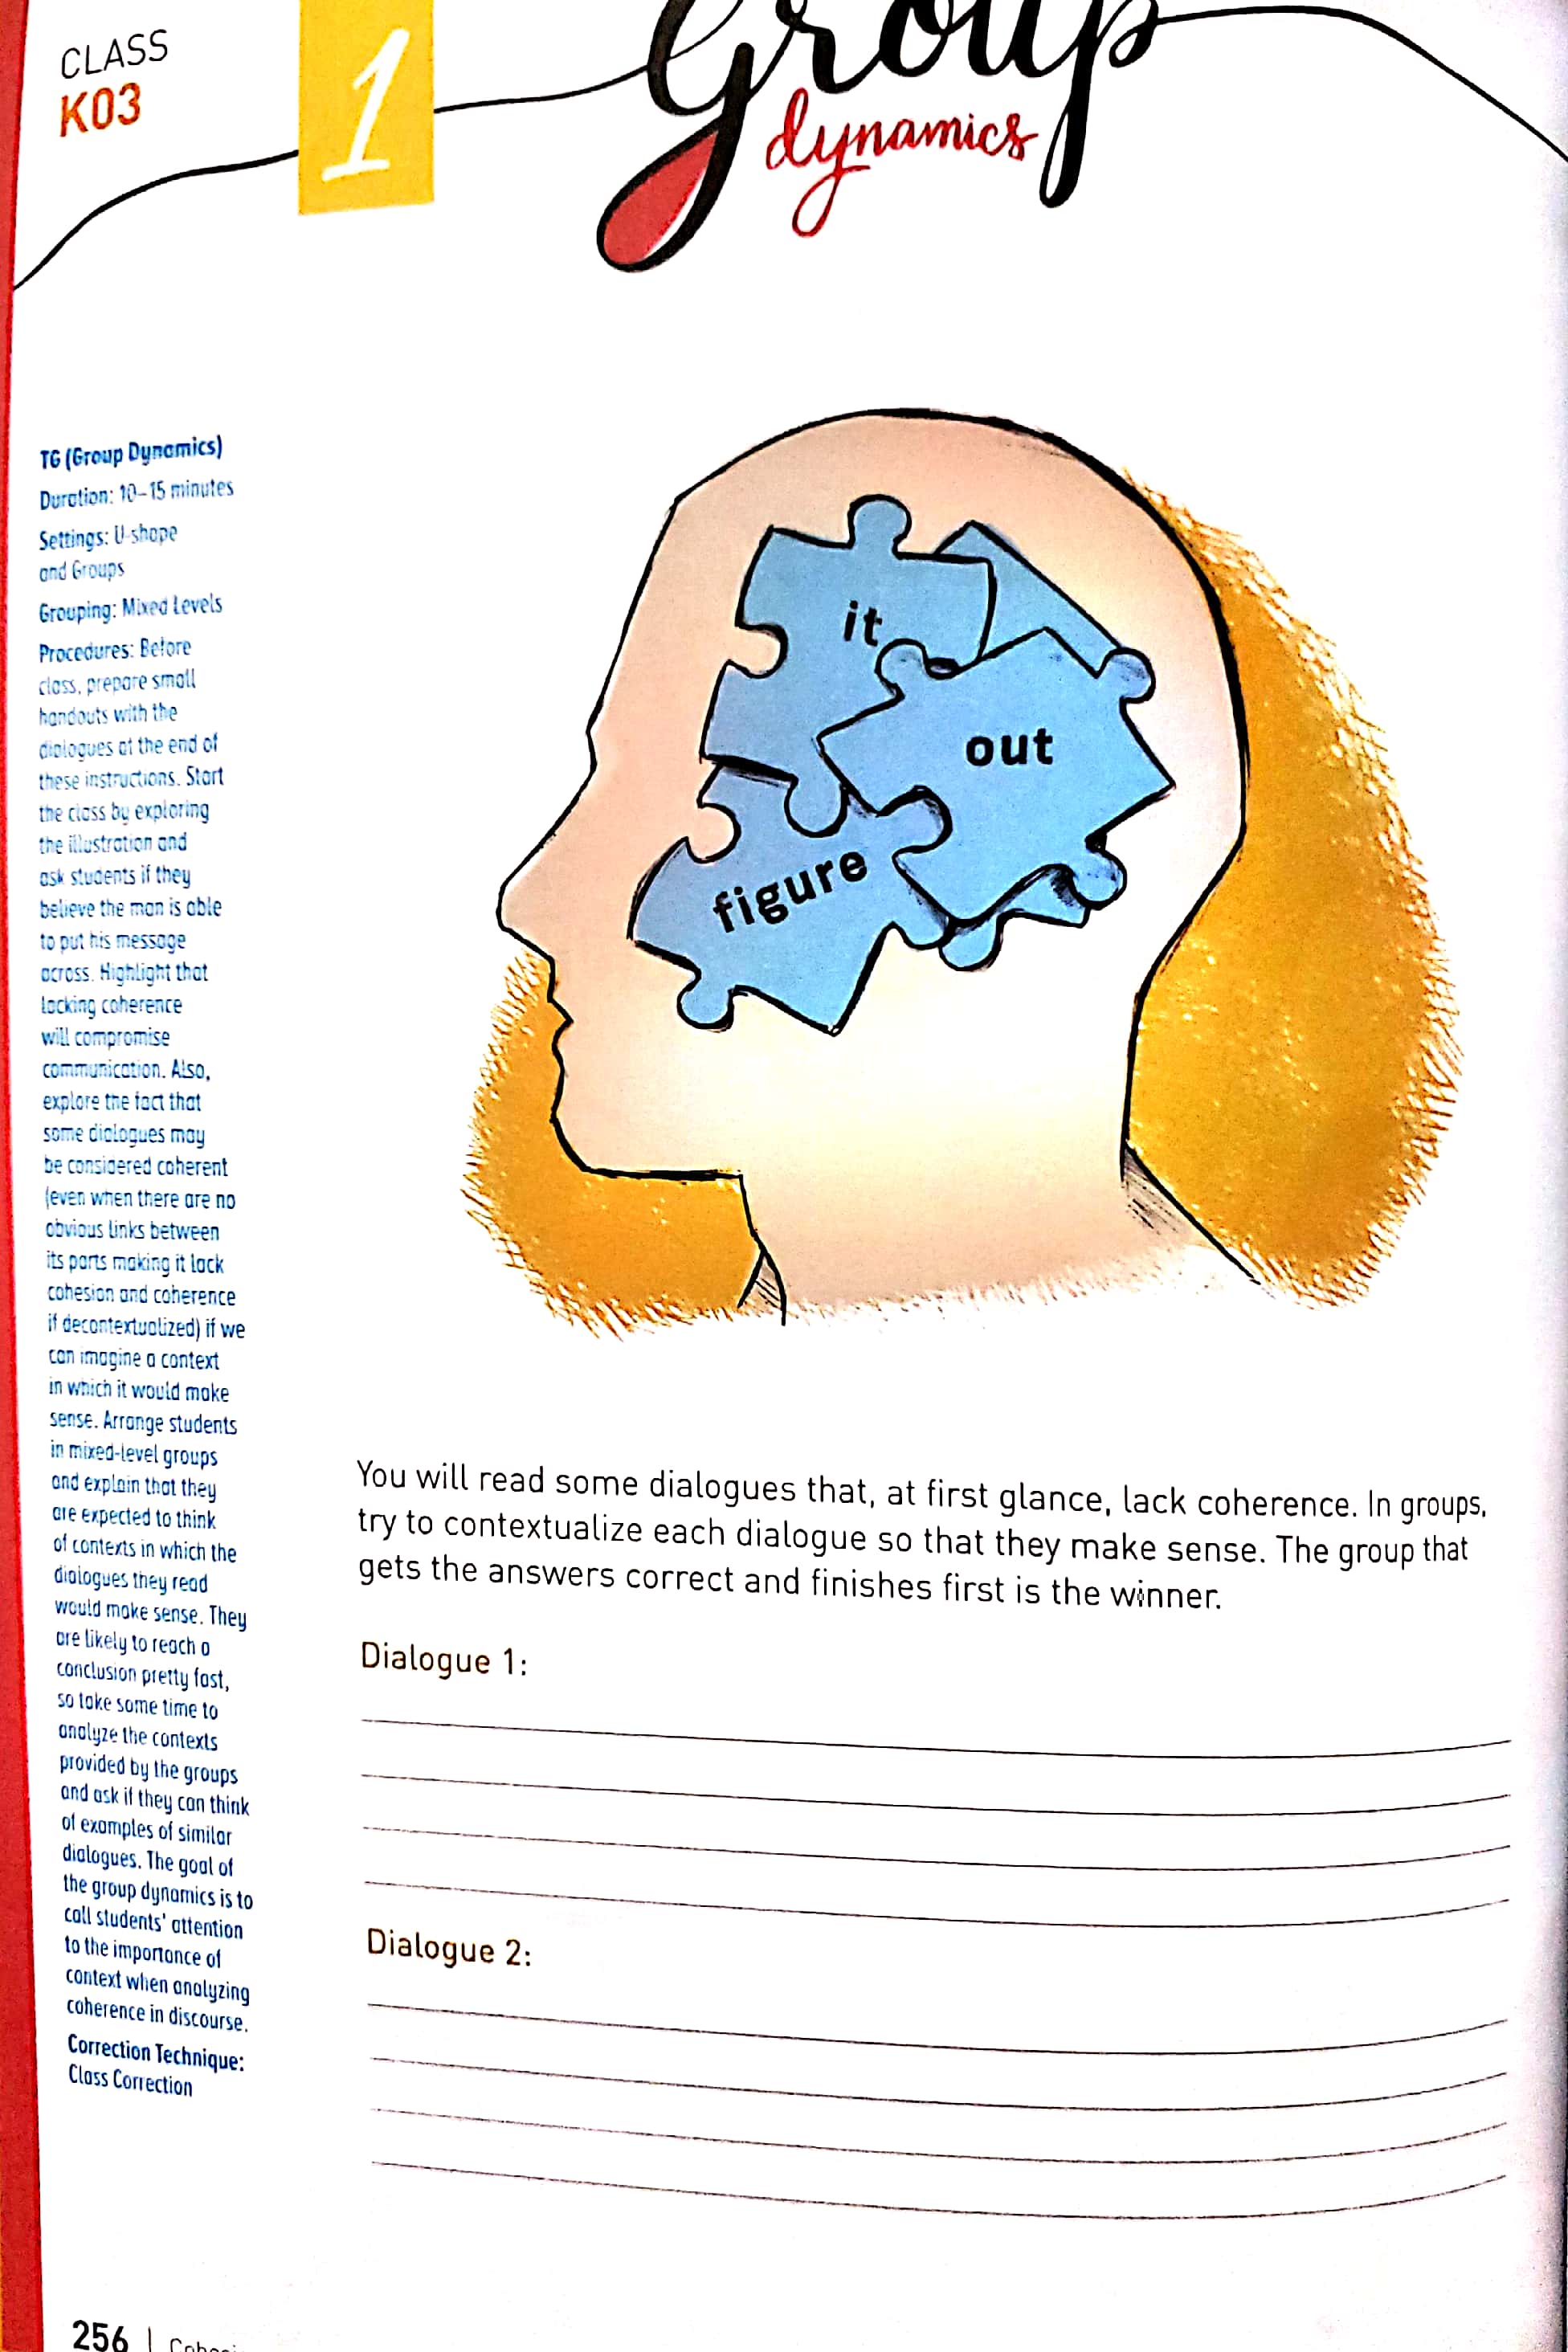 CLASS
K03
1
Group
dynamics
TG (Group Dynamics)
Duration: 10–15 minutes
Settings: U-shape
and Groups
Grouping: Mixed Levels
Procedures: Before
class, prepare small
handouts with the
dialogues at the end of
these instructions. Start
the class by exploring
the illustration and
ask students if they
believe the man is able
to put his message
across. Highlight that
lacking coherence
will compromise
communication. Also,
explore the fact that
some dialogues may
be considered coherent
(even when there are no
obvious links between
its parts making it lack
cohesion and coherence
if decontextualized) if we
can imagine a context
in which it would make
sense. Arrange students
in mixed-level groups
and explain that they
are expected to think
of contexts in which the
dialogues they read
would make sense. They
are likely to reach a
conclusion pretty fast,
so take some time to
analyze the contexts
provided by the groups
and ask if they can think
of examples of similar
dialogues. The goal of
the group dynamics is to
call students' attention
to the importance of
context when analyzing
coherence in discourse.
Correction Technique:
Class Correction
it
out
figure
You will read some dialogues that, at first glance, lack coherence. In groups,
try to contextualize each dialogue so that they make sense. The group that
gets the answers correct and finishes first is the winner.
Dialogue 1:
Dialogue 2:
256 |